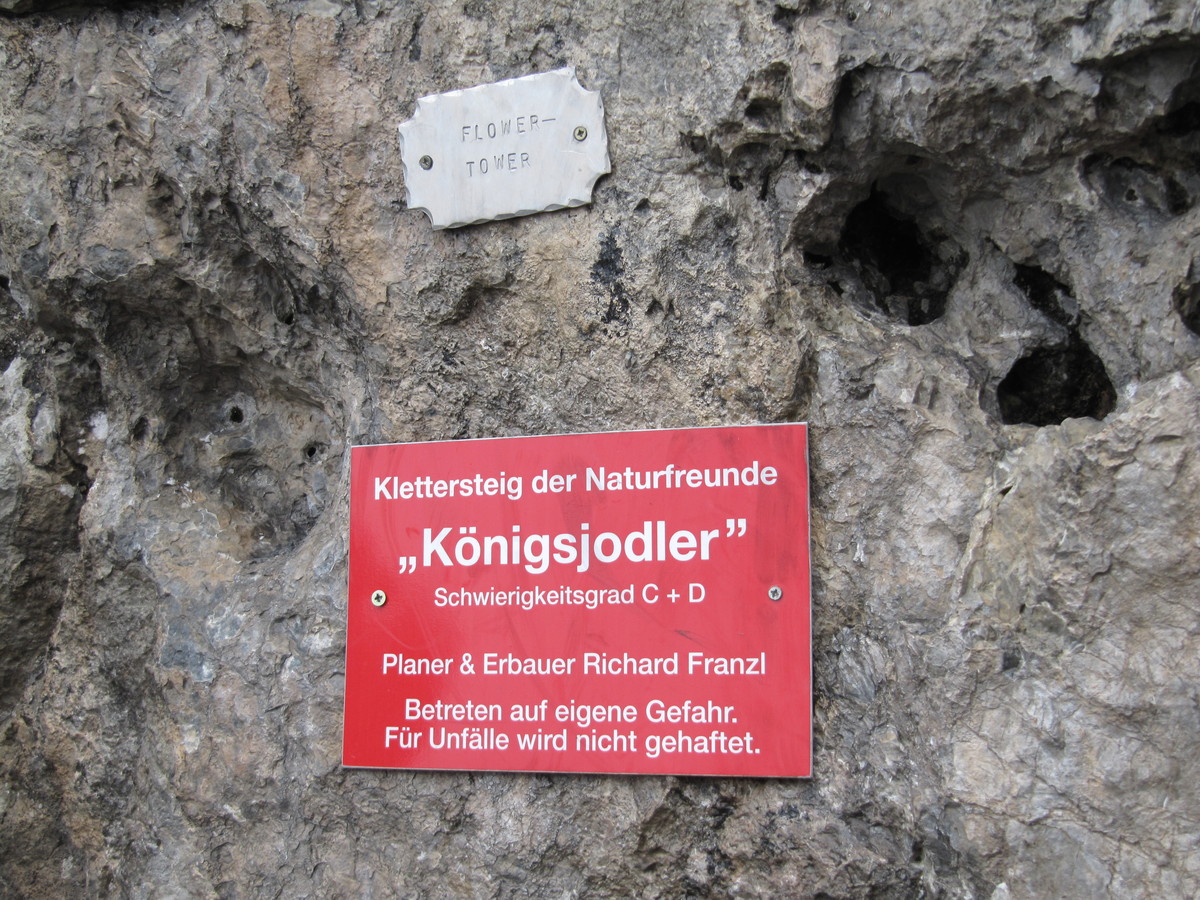 FLOWER—
TOWER
Klettersteig der Naturfreunde
„Königsjodler”
Schwierigkeitsgrad C + D
Planer & Erbauer Richard Franzl
Betreten auf eigene Gefahr.
Für Unfälle wird nicht gehaftet.